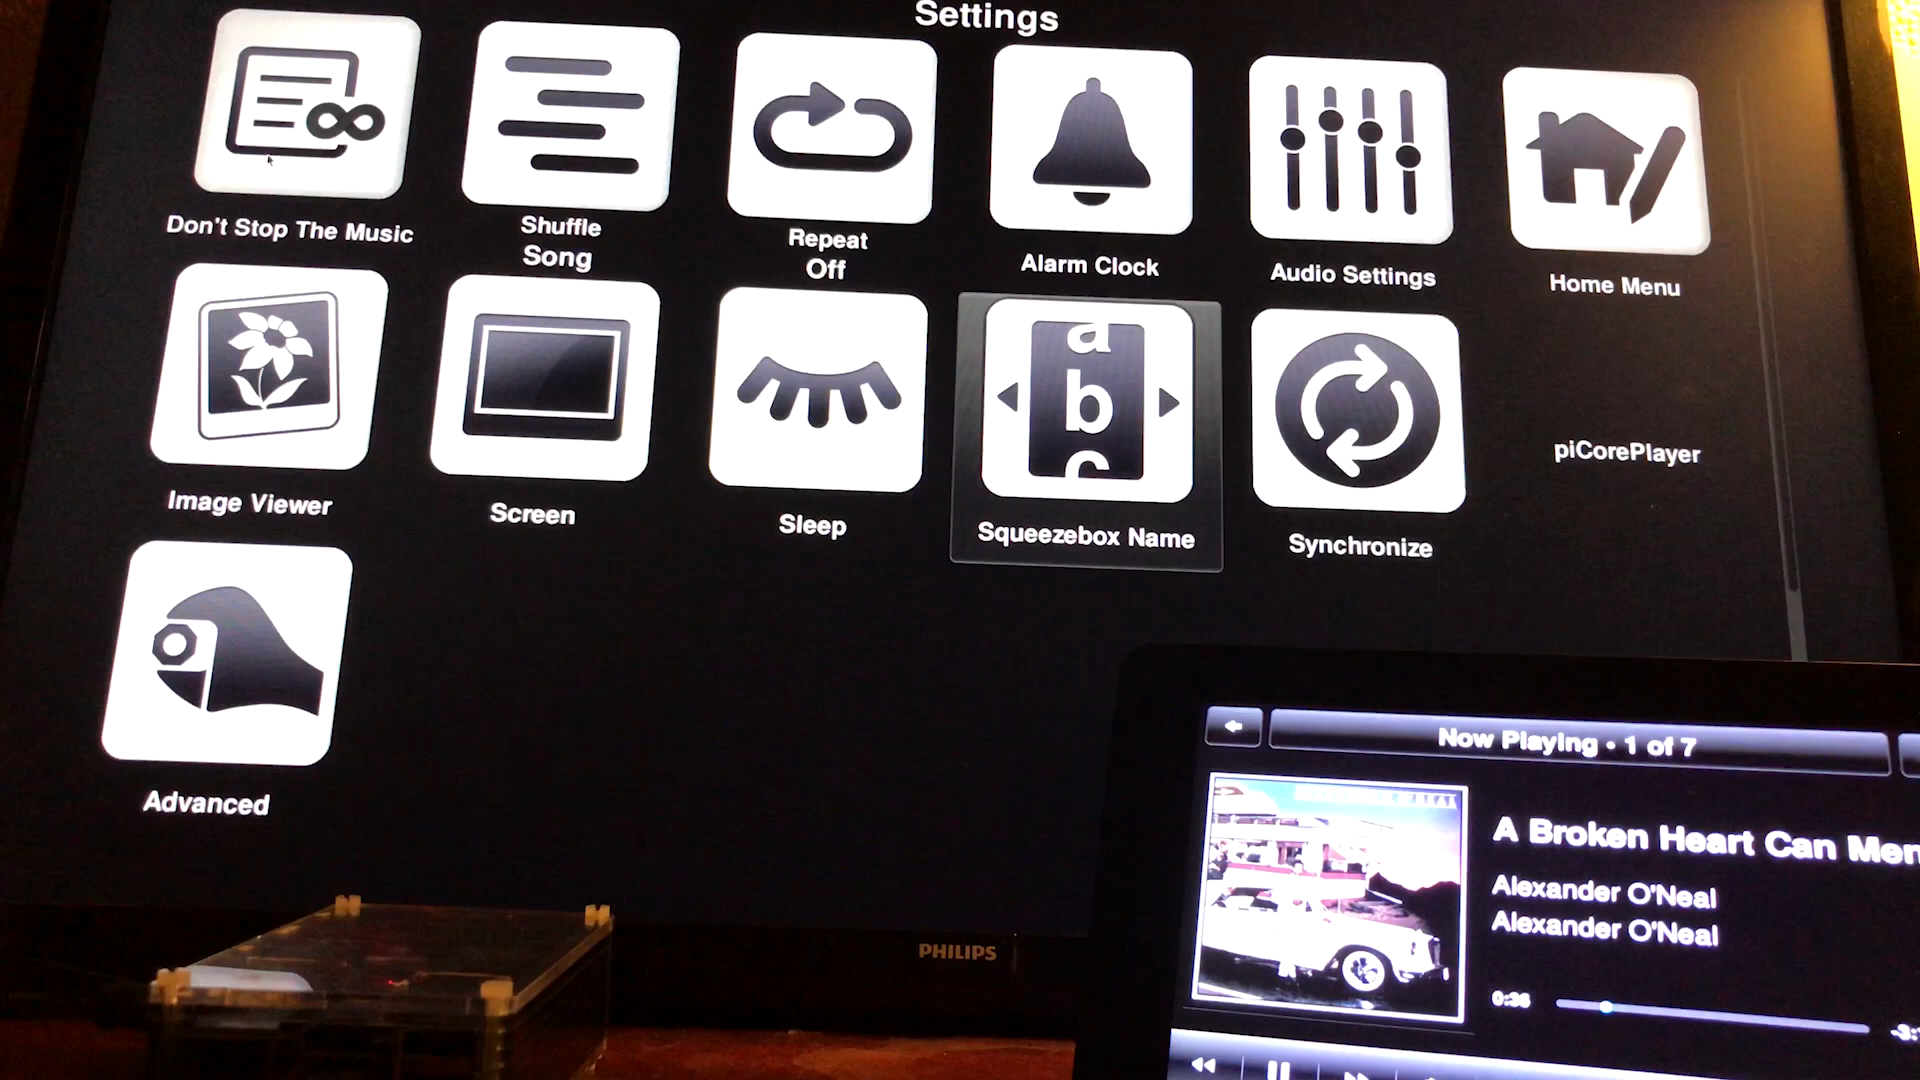 Settings
Don't Stop The Music
Shuffle
Song
Repeat
Off
Alarm Clock
Audio Settings
Home Menu
a
b
c
Image Viewer
Screen
Sleep
Squeezebox Name
Synchronize
piCorePlayer
Advanced
PHILIPS
Now Playing • 1 of 7
A Broken Heart Can Men
Alexander O'Neal
Alexander O'Neal
0:36